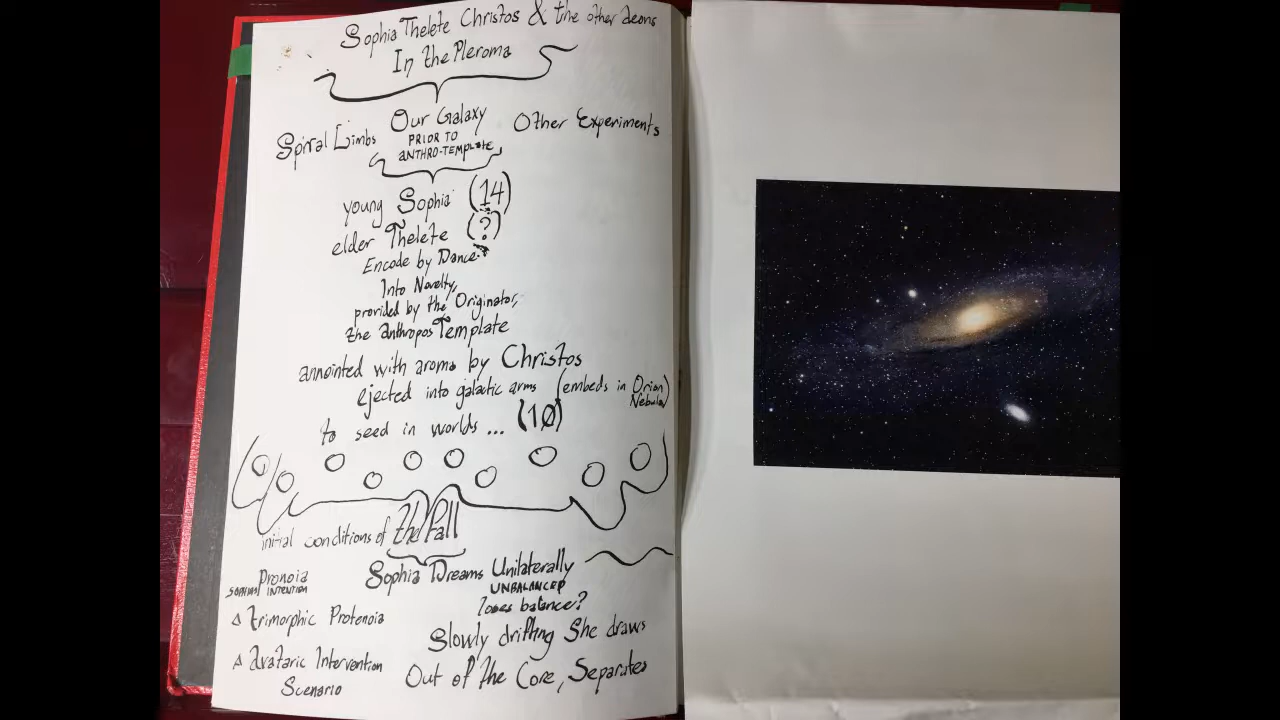 Sophia Thelete Christos & the other Aeons
In the Pleroma
Spiral Limbs
Our Galaxy
PRIOR TO
ANTHRO-TEMPLATE
Other Experiments
young Sophia (14)
elder Thelete (?)
Encode by Dance
Into Novelty,
provided by the Originator,
the anthropos Template
annointed with aroma by Christos
ejected into galactic arms (embeds in Orion
Nebula)
to seed in worlds... (10)
initial conditions of the Fall
Pronoia
INTENTION
Δ Trimorphic Protenoia
Δ Avataric Intervention
Scenario
Sophia Dreams Unilaterally
UNBALANCED
loses balance?
Slowly drifting She draws
Out of the Core, Separates